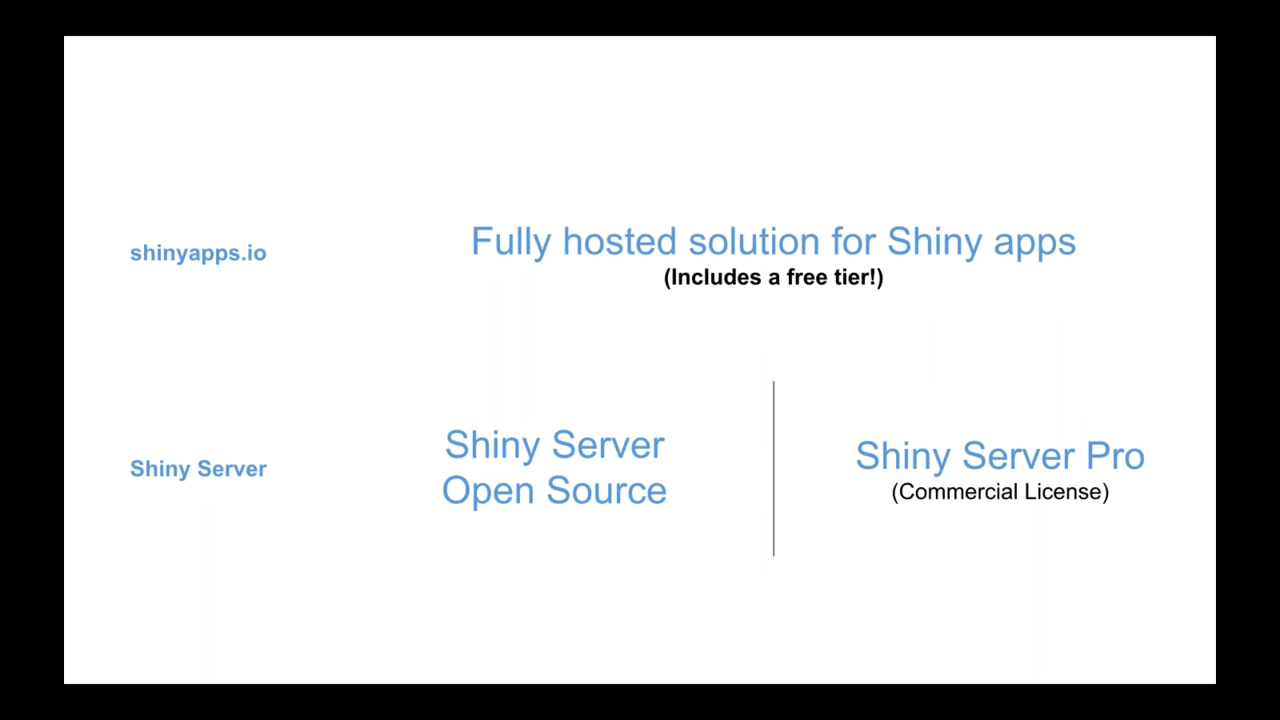 shinyapps.io
Fully hosted solution for Shiny apps
(Includes a free tier!)
Shiny Server
Shiny Server
Open Source
Shiny Server Pro
(Commercial License)